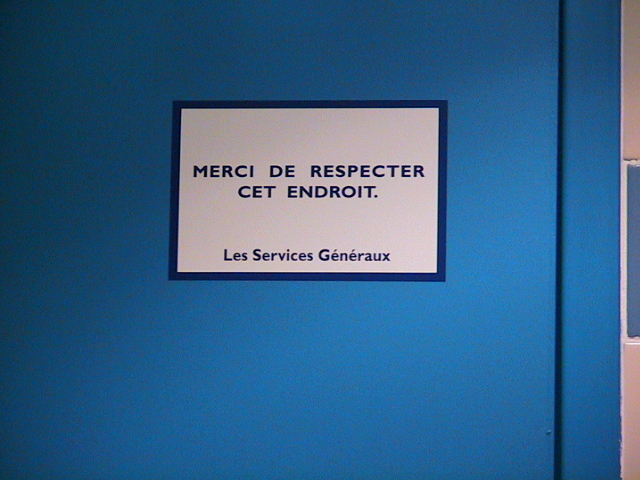 MERCI DE RESPECTER
CET ENDROIT.
Les Services Généraux